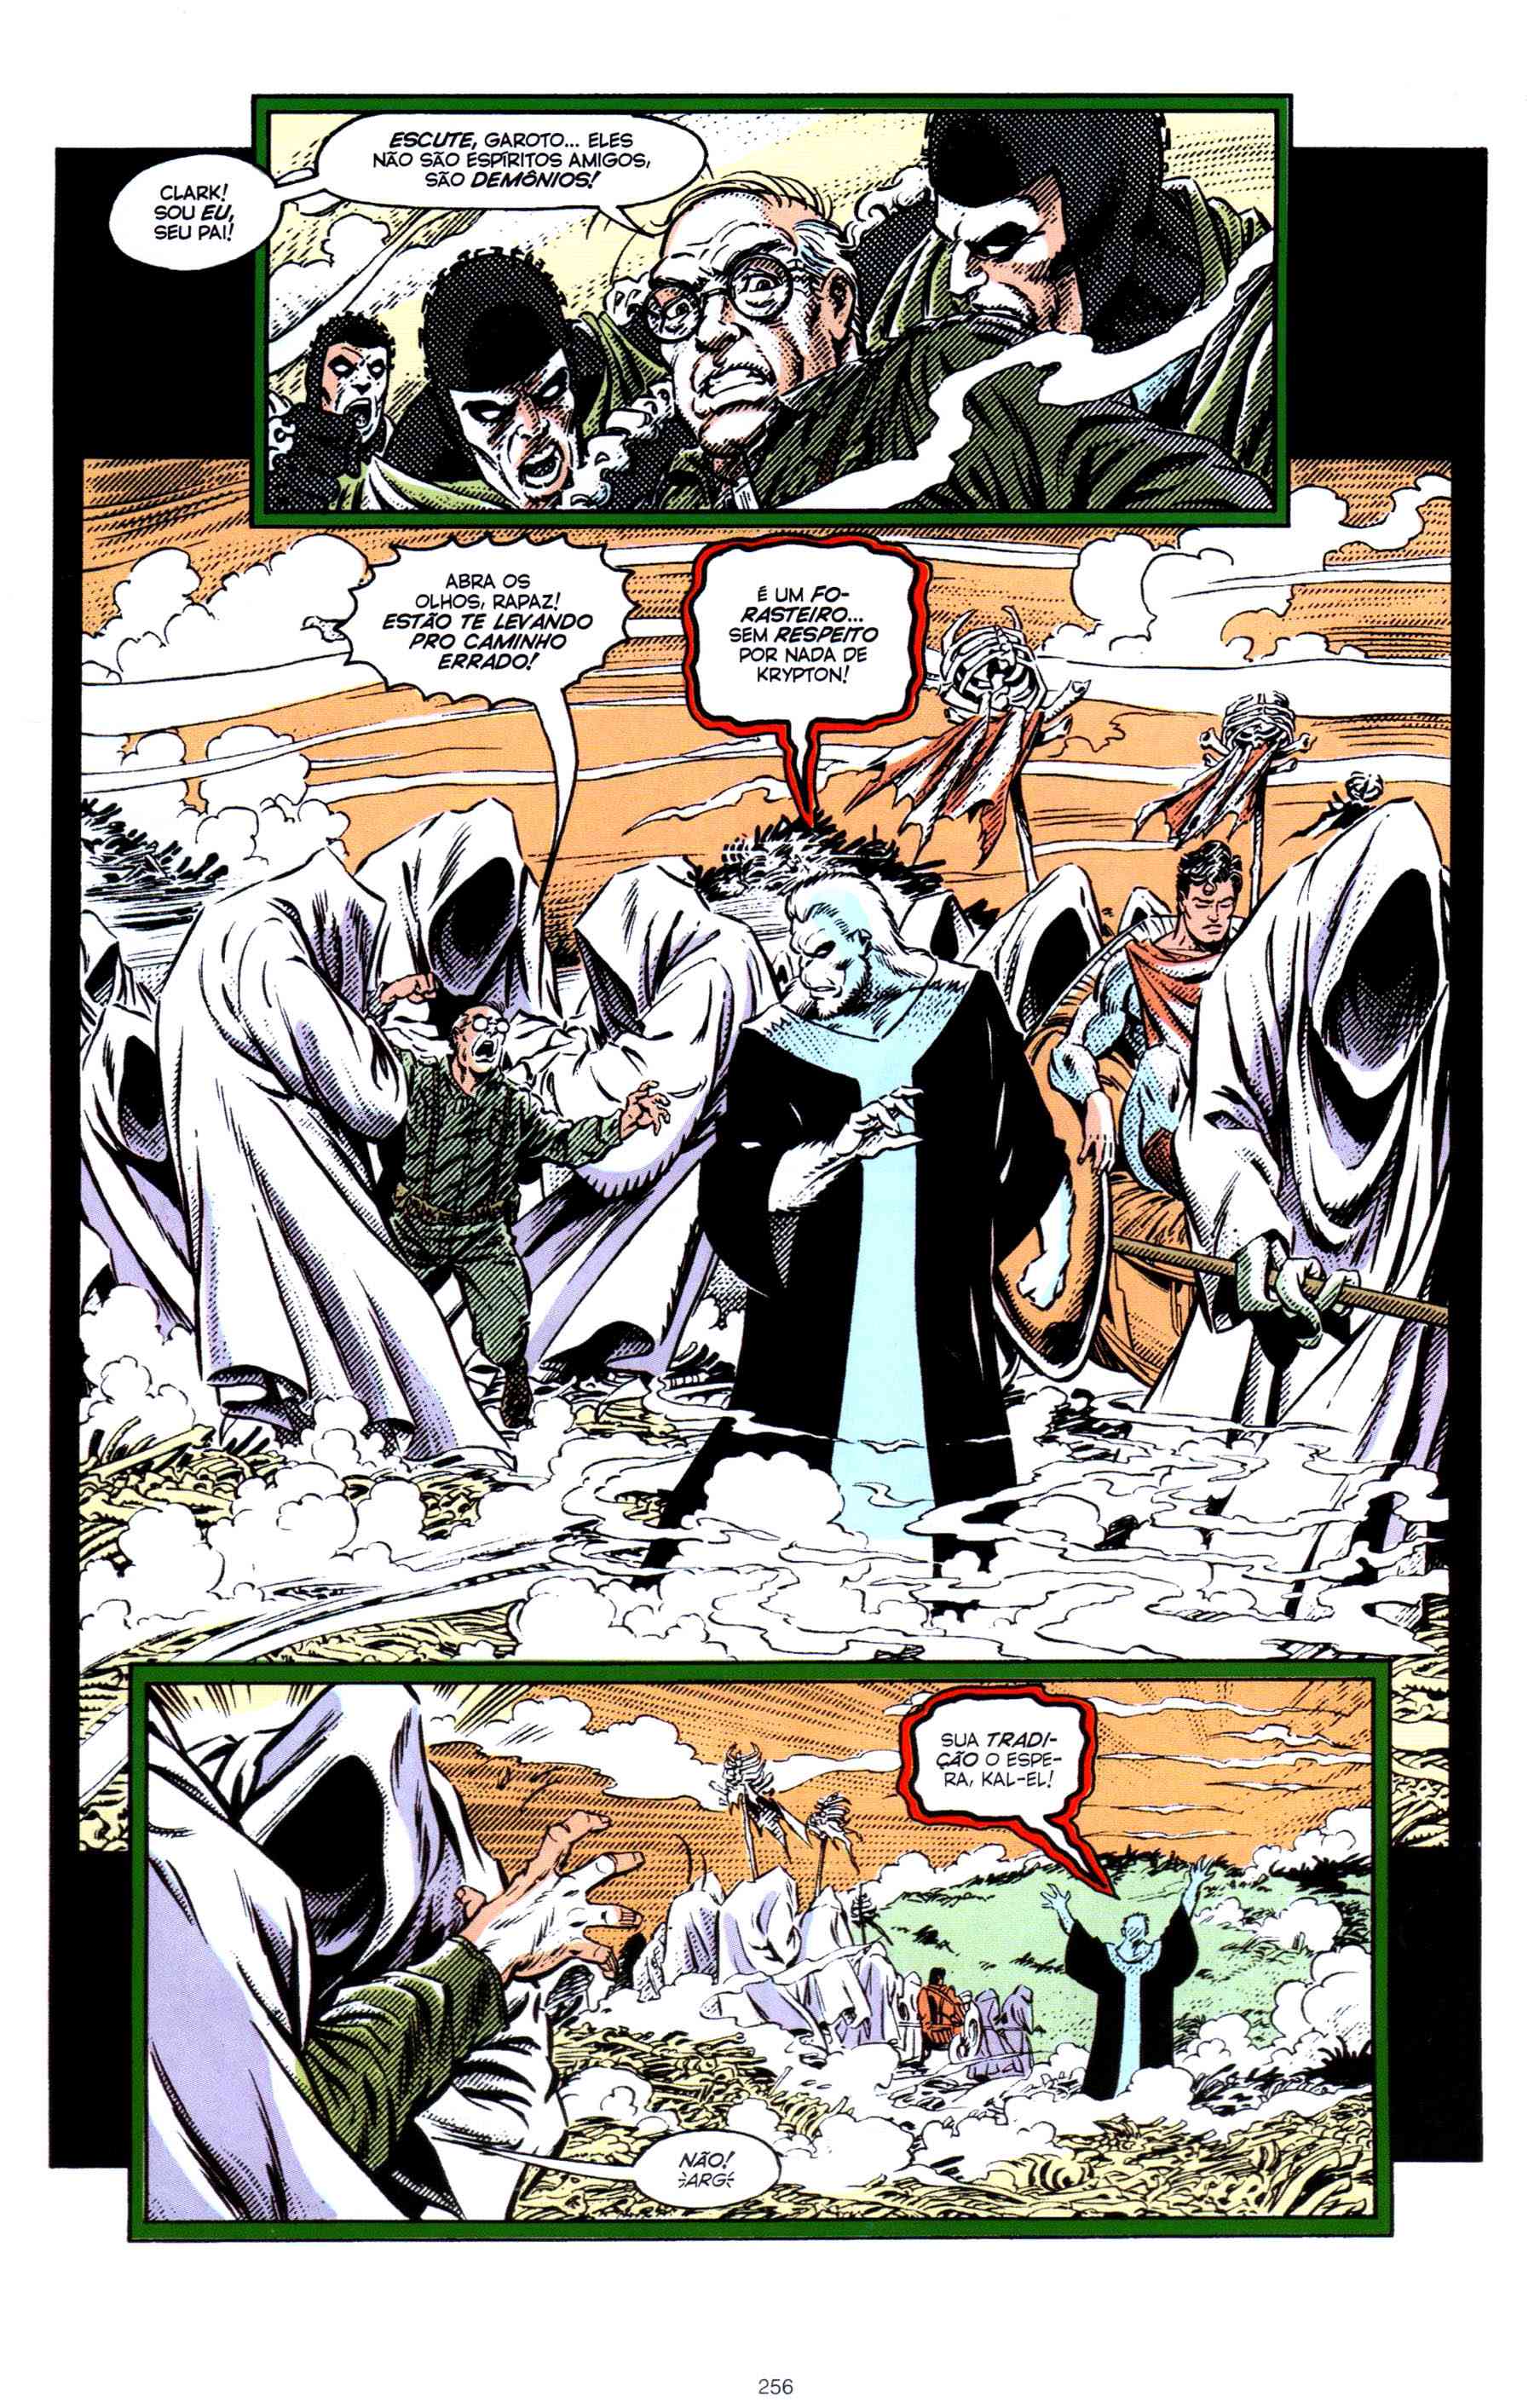 CLARK!
SOU EU,
SEU PAI!
ESCUTE, GAROTO... ELES
NÃO SÃO ESPÍRITOS AMIGOS,
SÃO DEMÔNIOS!
ABRA OS
OLHOS, RAPAZ!
ESTÃO TE LEVANDO
PRO CAMINHO
ERRADO!
É UM FO-
RASTEIRO...
SEM RESPEITO
POR NADA DE
KRYPTON!
SUA TRADI-
ÇÃO O ESPE-
RA, KAL-EL!
NÃO!
ARG
256